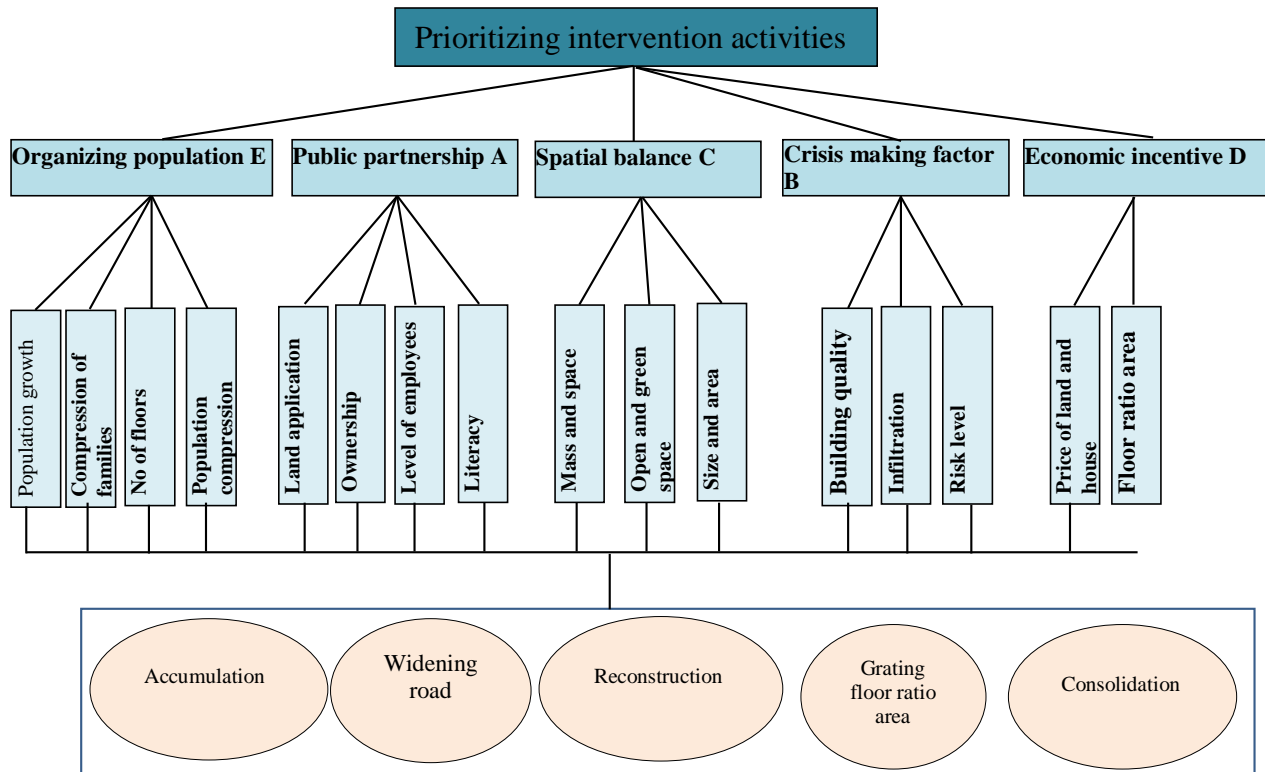 Prioritizing intervention activities
Organizing population E
Public partnership A
Spatial balance C
Crisis making factor
B
Economic incentive D
Population growth
Compression of
families
No of floors
Population
compression
Land application
Ownership
Level of employees
Literacy
Mass and space
Open and green
space
Size and area
Building quality
Infiltration
Risk level
Price of land and
house
Floor ratio area
Accumulation
Widening
road
Reconstruction
Grating
floor ratio
area
Consolidation